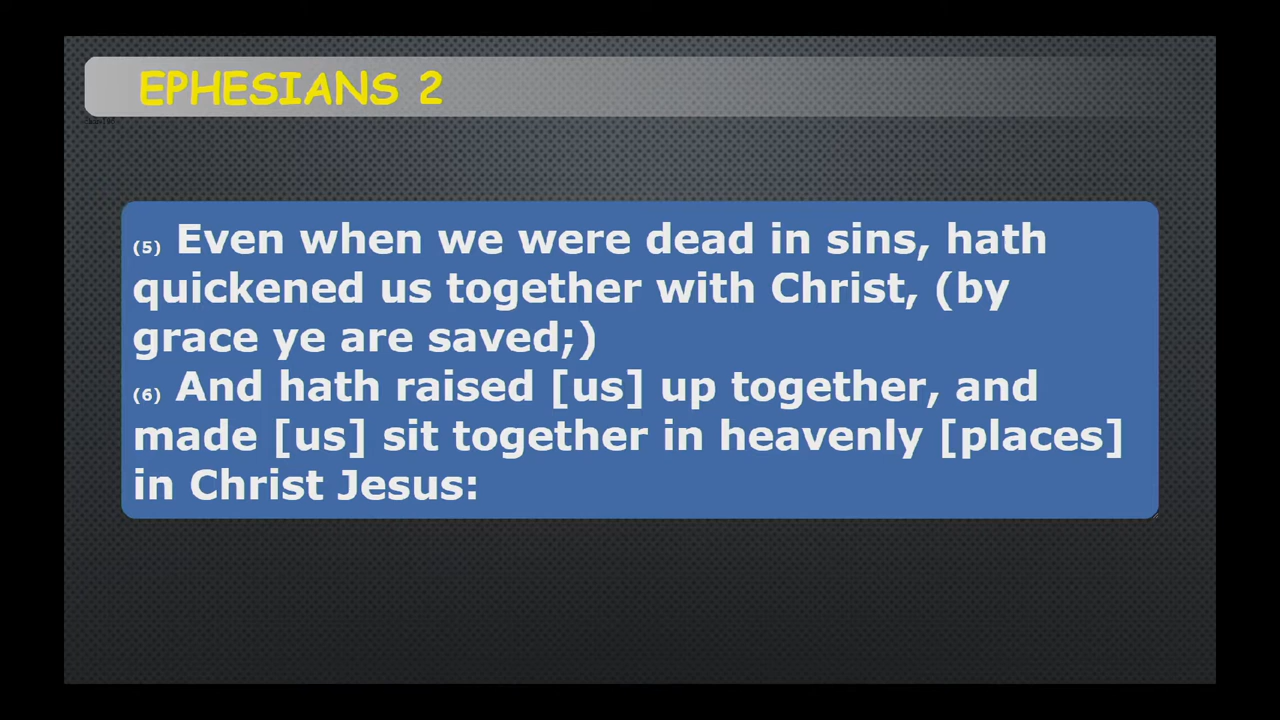 EPHESIANS 2
(5) Even when we were dead in sins, hath
quickened us together with Christ, (by
grace ye are saved;)
(6) And hath raised [us] up together, and
made [us] sit together in heavenly [places]
in Christ Jesus: